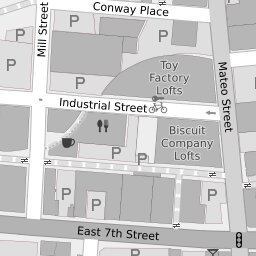 Conway Place
Mill Street
Toy
Factory
Lofts
Mateo Street
P
P
P
Industrial Street
Biscuit
Company
Lofts
P
P
P
P
P
East 7th Street
P
P